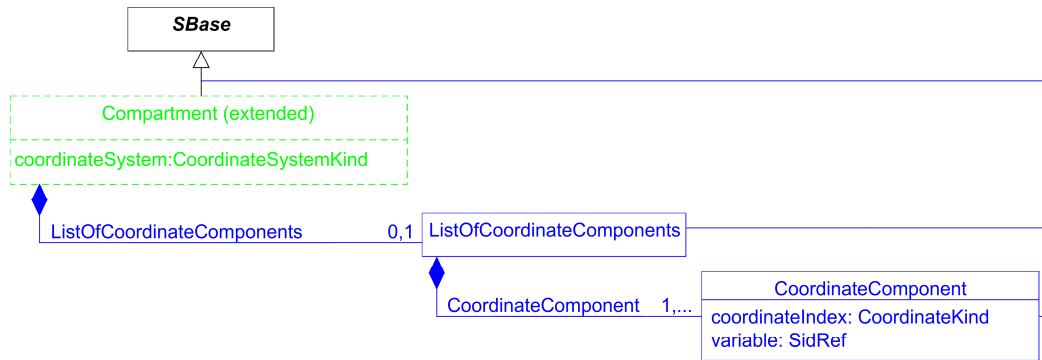 SBase
Compartment (extended)
coordinateSystem:CoordinateSystemKind
ListOfCoordinateComponents 0,1
ListOfCoordinateComponents
CoordinateComponent 1,...
CoordinateComponent
coordinateIndex: CoordinateKind
variable: SidRef